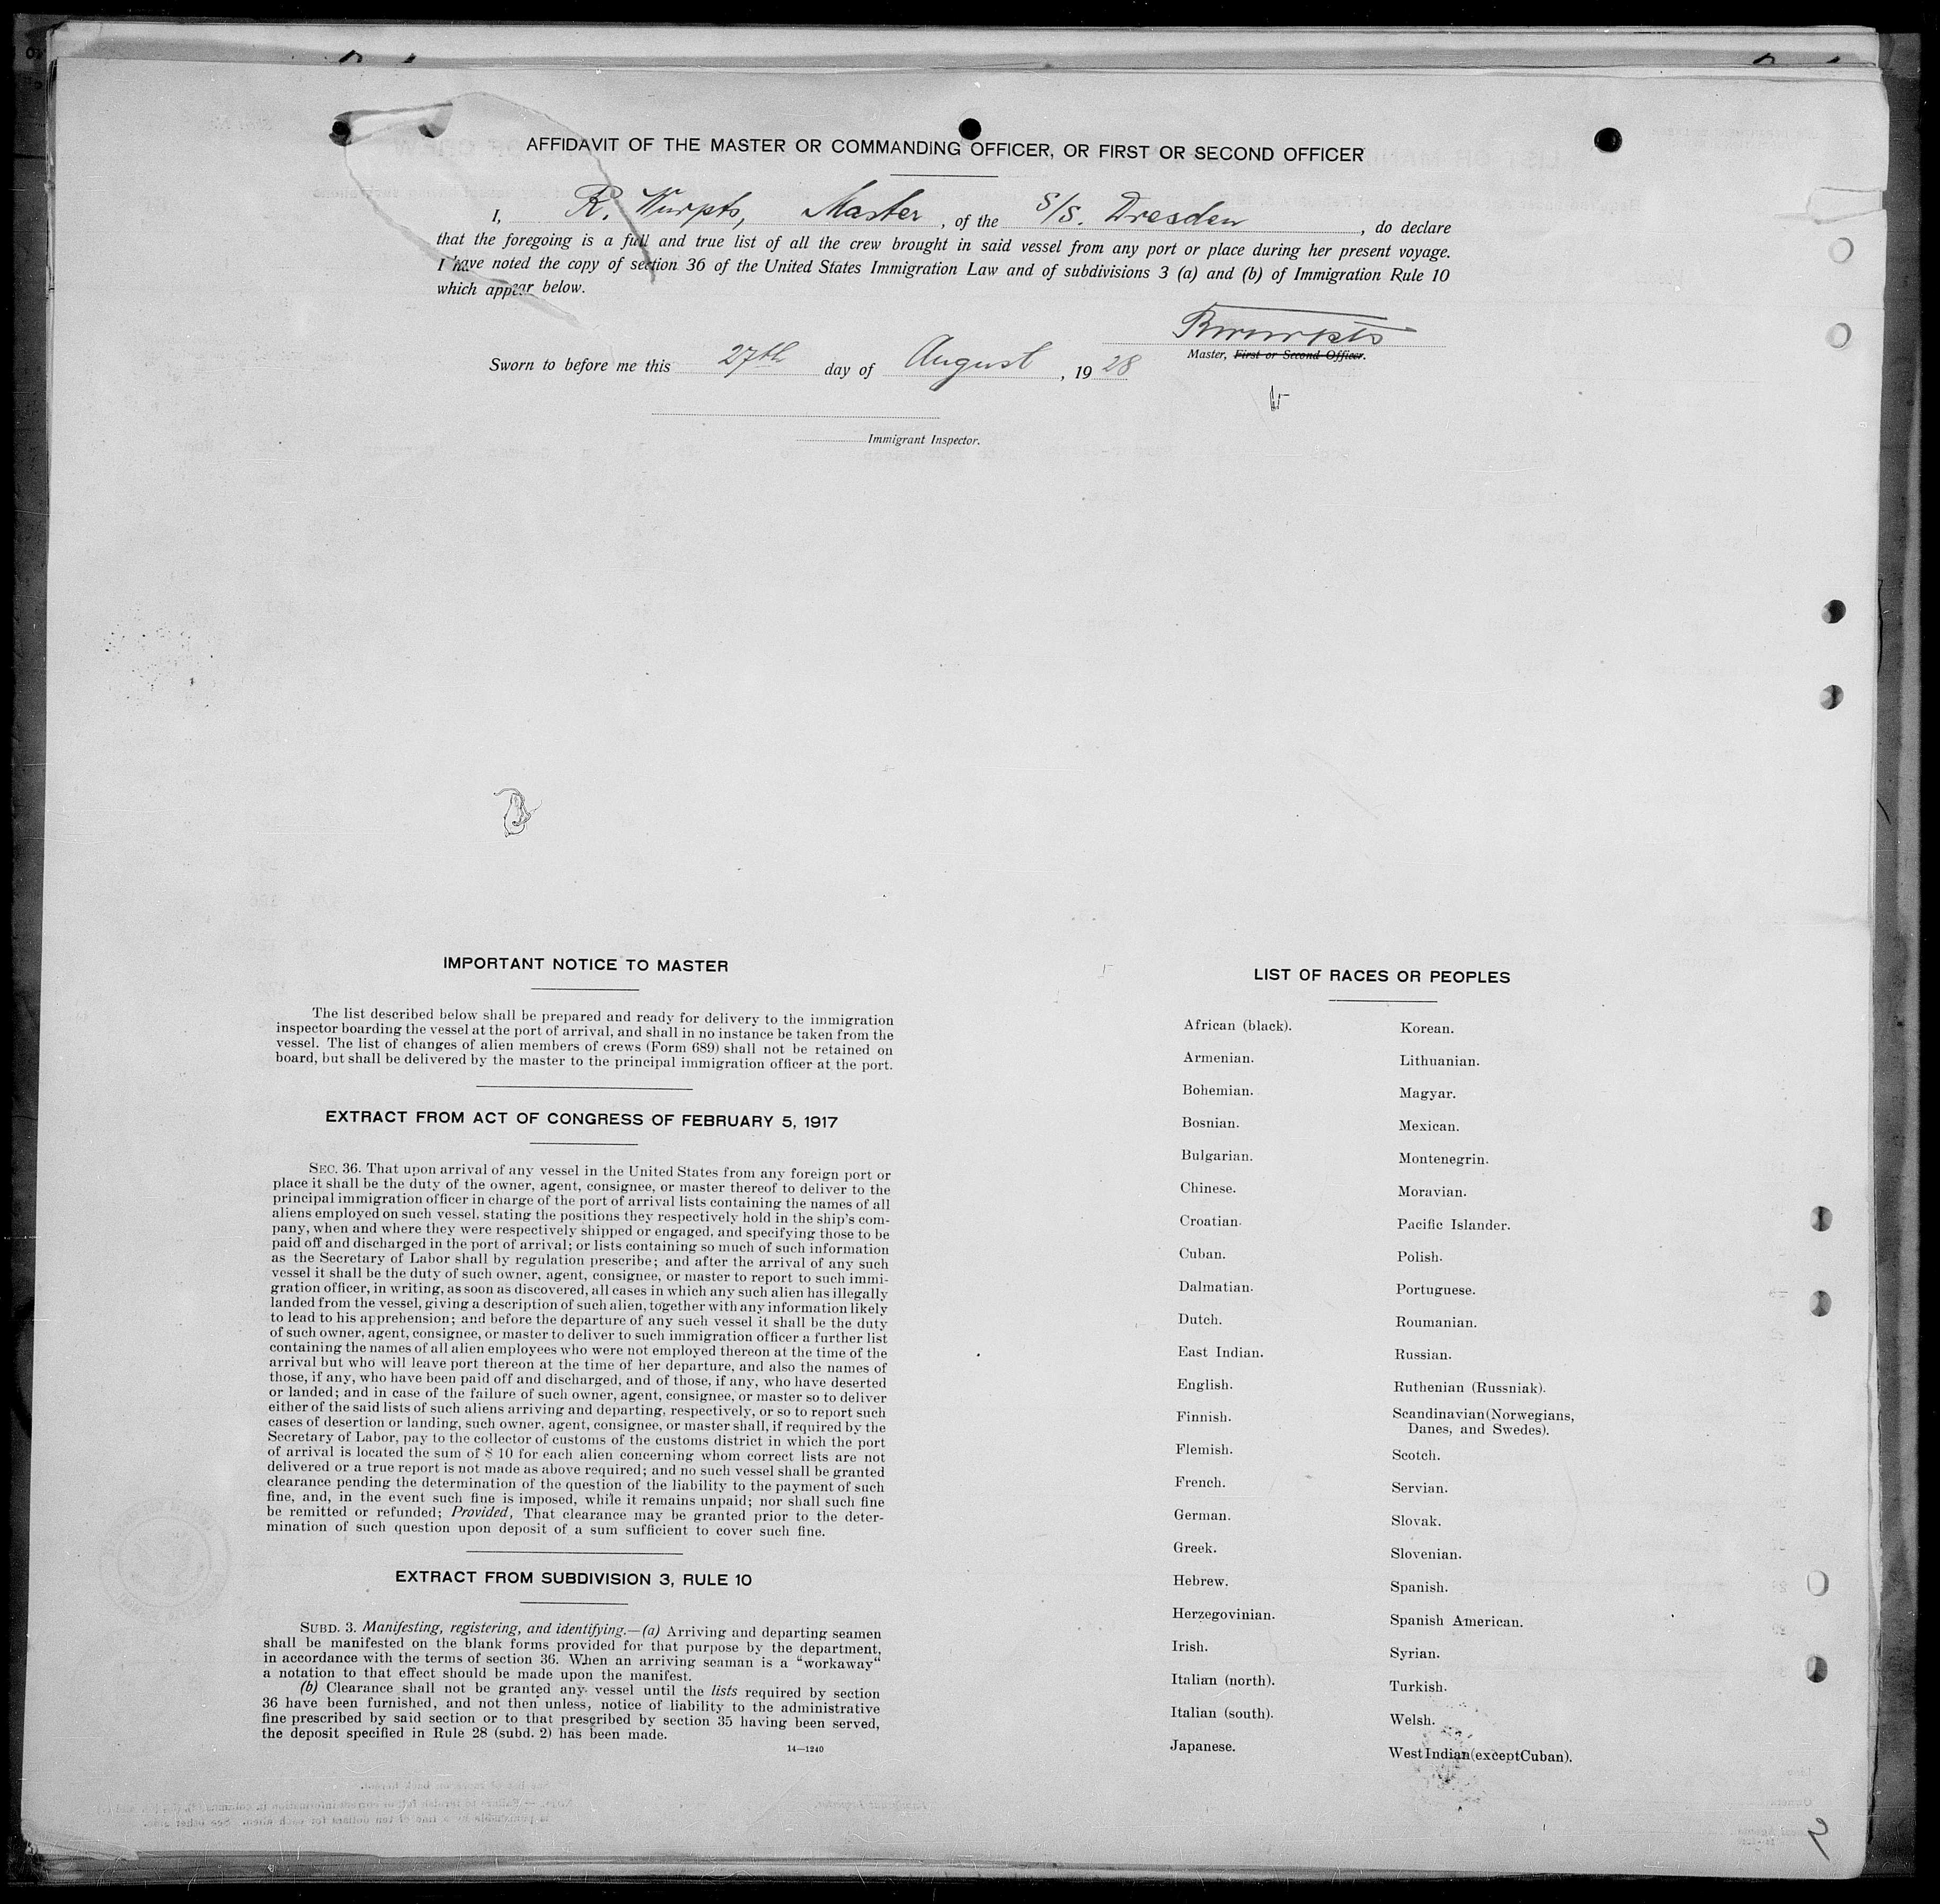 AFFIDAVIT OF THE MASTER OR COMMANDING OFFICER, OR FIRST OR SECOND OFFICER
I, R. Wurpts, Master, of the S/S. Dresden, do declare
that the foregoing is a full and true list of all the crew brought in said vessel from any port or place during her present voyage.
I have noted the copy of section 36 of the United States Immigration Law and of subdivisions 3 (a) and (b) of Immigration Rule 10
which appear below.
Rwurpts
Master, First or Second Officer.
Sworn to before me this 27th day of August, 1928
Immigrant Inspector.
IMPORTANT NOTICE TO MASTER
The list described below shall be prepared and ready for delivery to the immigration
inspector boarding the vessel at the port of arrival, and shall in no instance be taken from the
vessel. The list of changes of alien members of crews (Form 689) shall not be retained on
board, but shall be delivered by the master to the principal immigration officer at the port.
EXTRACT FROM ACT OF CONGRESS OF FEBRUARY 5, 1917
SEC. 36. That upon arrival of any vessel in the United States from any foreign port or
place it shall be the duty of the owner, agent, consignee, or master thereof to deliver to the
principal immigration officer in charge of the port of arrival lists containing the names of all
aliens employed on such vessel, stating the positions they respectively hold in the ship's com-
pany, when and where they were respectively shipped or engaged, and specifying those to be
paid off and discharged in the port of arrival; or lists containing so much of such information
as the Secretary of Labor shall by regulation prescribe; and after the arrival of any such
vessel it shall be the duty of such owner, agent, consignee, or master to report to such immi-
gration officer, in writing, as soon as discovered, all cases in which any such alien has illegally
landed from the vessel, giving a description of such alien, together with any information likely
to lead to his apprehension; and before the departure of any such vessel it shall be the duty
of such owner, agent, consignee, or master to deliver to such immigration officer a further list
containing the names of all alien employees who were not employed thereon at the time of the
arrival but who will leave port thereon at the time of her departure, and also the names of
those, if any, who have been paid off and discharged, and of those, if any, who have deserted
or landed; and in case of the failure of such owner, agent, consignee, or master so to deliver
either of the said lists of such aliens arriving and departing, respectively, or so to report such
cases of desertion or landing, such owner, agent, consignee, or master shall, if required by the
Secretary of Labor, pay to the collector of customs of the customs district in which the port
of arrival is located the sum of $ 10 for each alien concerning whom correct lists are not
delivered or a true report is not made as above required; and no such vessel shall be granted
clearance pending the determination of the question of the liability to the payment of such
fine, and, in the event such fine is imposed, while it remains unpaid; nor shall such fine
be remitted or refunded; Provided, That clearance may be granted prior to the deter-
mination of such question upon deposit of a sum sufficient to cover such fine.
EXTRACT FROM SUBDIVISION 3, RULE 10
SUBD. 3. Manifesting, registering, and identifying.—(a) Arriving and departing seamen
shall be manifested on the blank forms provided for that purpose by the department,
in accordance with the terms of section 36. When an arriving seaman is a “workaway“
a notation to that effect should be made upon the manifest.
(b) Clearance shall not be granted any vessel until the lists required by section
36 have been furnished, and not then unless, notice of liability to the administrative
fine prescribed by said section or to that prescribed by section 35 having been served,
the deposit specified in Rule 28 (subd. 2) has been made.
14—1240
LIST OF RACES OR PEOPLES
African (black).
Armenian.
Bohemian.
Bosnian.
Bulgarian.
Chinese.
Croatian.
Cuban.
Dalmatian.
Dutch.
East Indian.
English.
Finnish.
Flemish.
French.
German.
Greek.
Hebrew.
Herzegovinian.
Irish.
Italian (north).
Italian (south).
Japanese.
Korean.
Lithuanian.
Magyar.
Mexican.
Montenegrin.
Moravian.
Pacific Islander.
Polish.
Portuguese.
Roumanian.
Russian.
Ruthenian (Russniak).
Scandinavian(Norwegians,
Danes, and Swedes).
Scotch.
Servian.
Slovak.
Slovenian.
Spanish.
Spanish American.
Syrian.
Turkish.
Welsh.
West Indian(exceptCuban).